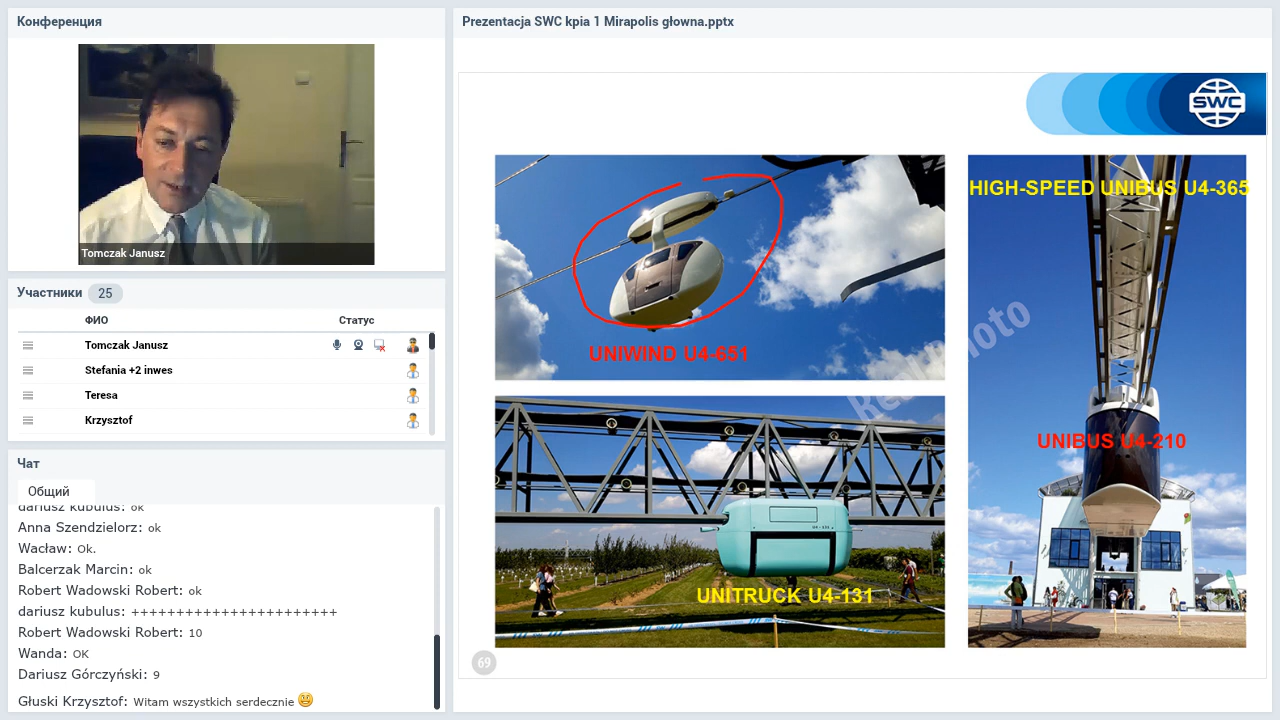 Конференция
Tomczak Janusz
Участники 25
ФИО Статус
Tomczak Janusz
Stefania +2 inwes
Teresa
Krzysztof
Чат
Общий
dariusz kubulus: ok
Anna Szendzielorz: ok
Wacław: Ok.
Balcerzak Marcin: ok
Robert Wadowski Robert: ok
dariusz kubulus: +++++++++++++++++++++++
Robert Wadowski Robert: 10
Wanda: OK
Dariusz Górczyński: 9
Głuski Krzysztof: Witam wszystkich serdecznie
Prezentacja SWC kpia 1 Mirapolis głowna.pptx
SWC
UNIWIND U4-651
HIGH-SPEED UNIBUS U4-365
UNIBUS U4-210
U4-131
UNITRUCK U4-131
69